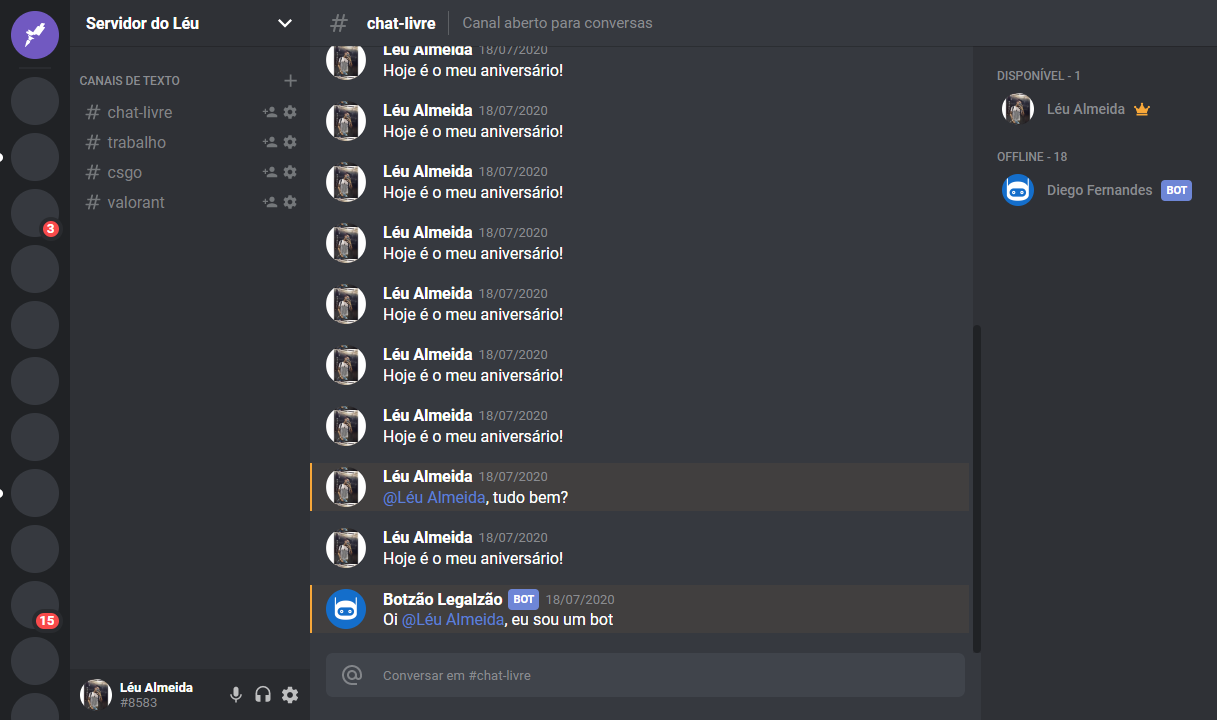 Servidor do Léu
# chat-livre
Canal aberto para conversas
CANAIS DE TEXTO
# chat-livre
# trabalho
# csgo
# valorant
3
15
Léu Almeida
#8583
Léu Almeida 18/07/2020
Hoje é o meu aniversário!
Léu Almeida 18/07/2020
Hoje é o meu aniversário!
Léu Almeida 18/07/2020
Hoje é o meu aniversário!
Léu Almeida 18/07/2020
Hoje é o meu aniversário!
Léu Almeida 18/07/2020
Hoje é o meu aniversário!
Léu Almeida 18/07/2020
Hoje é o meu aniversário!
Léu Almeida 18/07/2020
Hoje é o meu aniversário!
Léu Almeida 18/07/2020
@Léu Almeida, tudo bem?
Léu Almeida 18/07/2020
Hoje é o meu aniversário!
Botzão Legalzão BOT 18/07/2020
Oi @Léu Almeida, eu sou um bot
@ Conversar em #chat-livre
DISPONÍVEL - 1
Léu Almeida
OFFLINE - 18
Diego Fernandes BOT